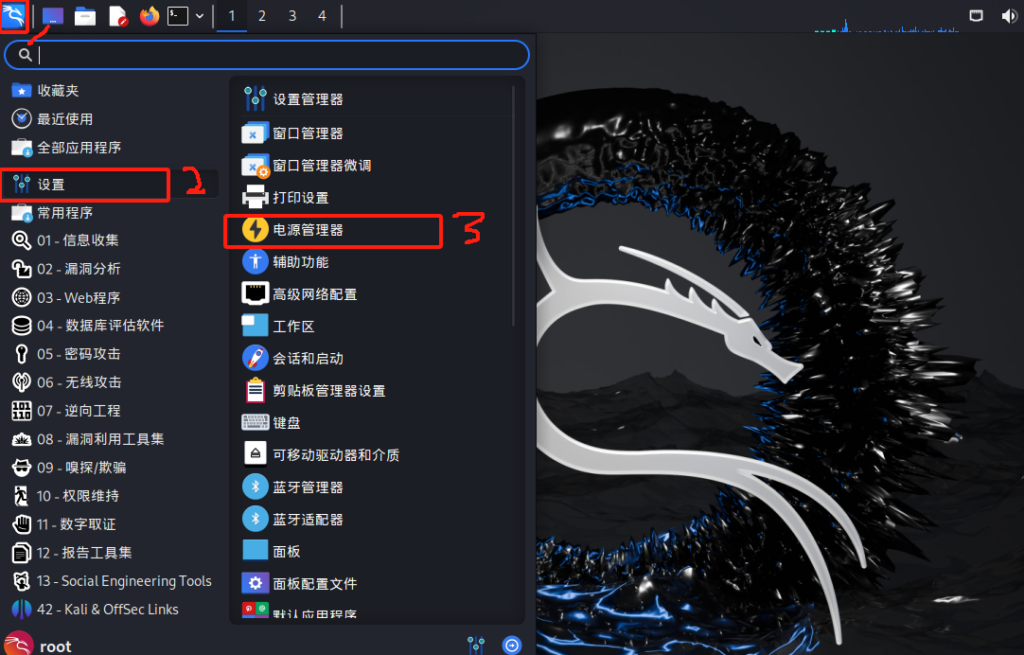 1 2 3 4
收藏夹
最近使用
全部应用程序
设置
2
常用程序
01 - 信息收集
02 - 漏洞分析
03 - Web程序
04 - 数据库评估软件
05 - 密码攻击
06 - 无线攻击
07 - 逆向工程
08 - 漏洞利用工具集
09 - 嗅探/欺骗
10 - 权限维持
11 - 数字取证
12 - 报告工具集
13 - Social Engineering Tools
42 - Kali & OffSec Links
root
设置管理器
窗口管理器
窗口管理器微调
打印设置
电源管理器
3
辅助功能
高级网络配置
工作区
会话和启动
剪贴板管理器设置
键盘
可移动驱动器和介质
蓝牙管理器
蓝牙适配器
面板
面板配置文件
默认应用程序